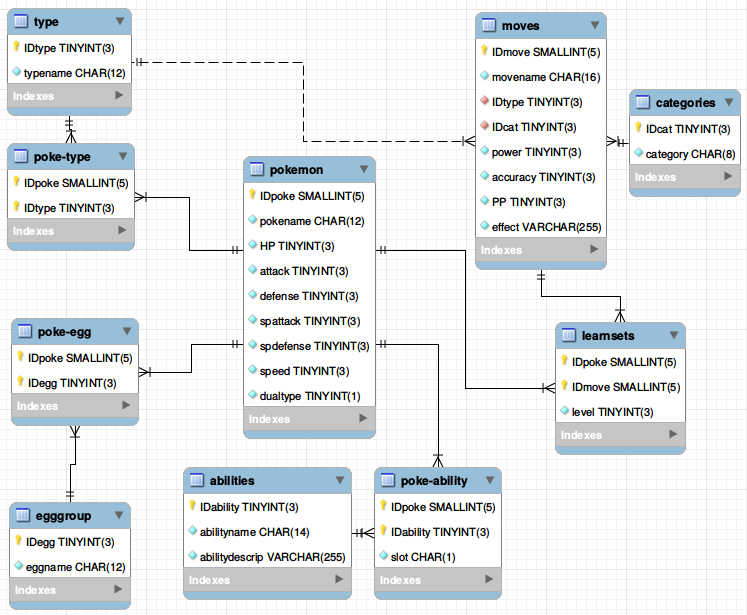 type
IDtype TINYINT(3)
typename CHAR(12)
Indexes
poke-type
IDpoke SMALLINT(5)
IDtype TINYINT(3)
Indexes
poke-egg
IDpoke SMALLINT(5)
IDegg TINYINT(3)
Indexes
egggroup
IDegg TINYINT(3)
eggname CHAR(12)
Indexes
pokemon
IDpoke SMALLINT(5)
pokename CHAR(12)
HP TINYINT(3)
attack TINYINT(3)
defense TINYINT(3)
spattack TINYINT(3)
spdefense TINYINT(3)
speed TINYINT(3)
dualtype TINYINT(1)
Indexes
abilities
IDability TINYINT(3)
abilityname CHAR(14)
abilitydescrip VARCHAR(255)
Indexes
poke-ability
IDpoke SMALLINT(5)
IDability TINYINT(3)
slot CHAR(1)
Indexes
moves
IDmove SMALLINT(5)
movename CHAR(16)
IDtype TINYINT(3)
IDcat TINYINT(3)
power TINYINT(3)
accuracy TINYINT(3)
PP TINYINT(3)
effect VARCHAR(255)
Indexes
categories
IDcat TINYINT(3)
category CHAR(8)
Indexes
learnsets
IDpoke SMALLINT(5)
IDmove SMALLINT(5)
level TINYINT(3)
Indexes